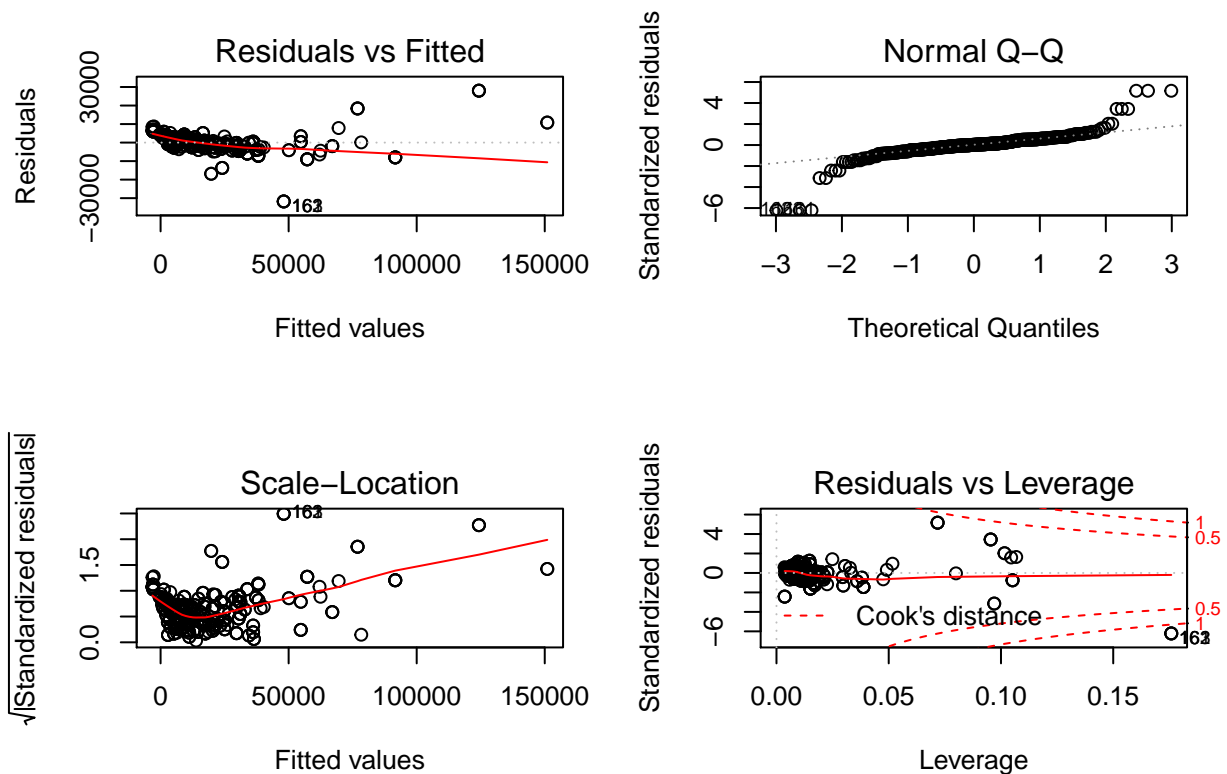 Residuals vs Fitted
Residuals
30000
−30000
163
0
50000
100000
150000
Fitted values
Normal Q−Q
Standardized residuals
4
0
−6
−3
−2
−1
0
1
2
3
Theoretical Quantiles
Scale−Location
√|Standardized residuals|
1.5
0.0
0
50000
100000
150000
Fitted values
Residuals vs Leverage
Standardized residuals
4
0
−6
1
0.5
0.5
1
Cook's distance
0.00
0.05
0.10
0.15
Leverage